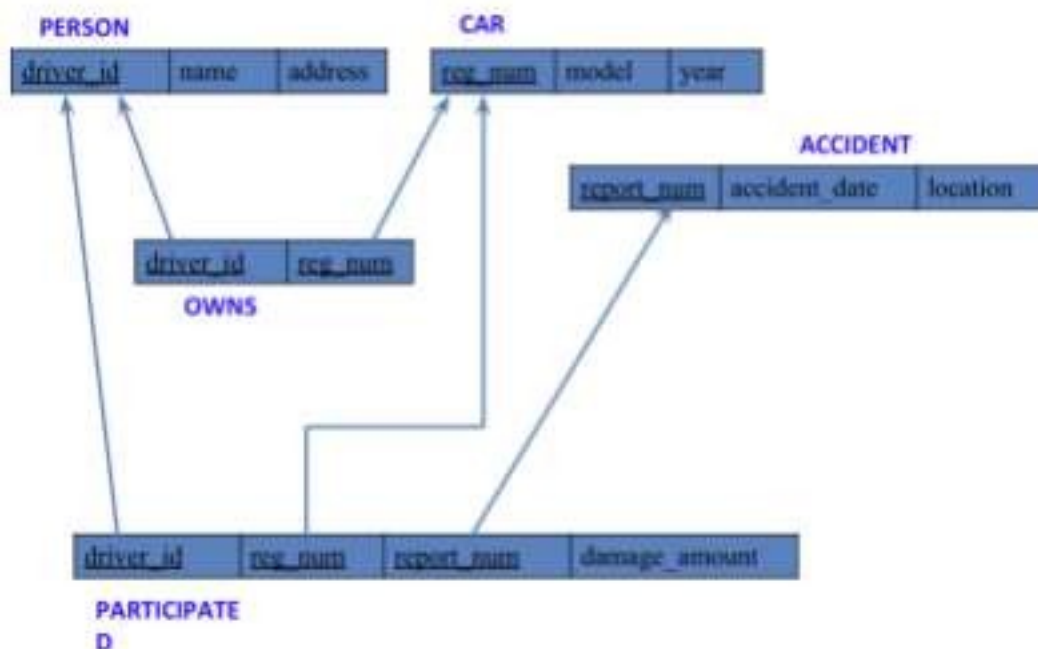 PERSON
driver_id name address
CAR
reg_num model year
ACCIDENT
report_num accident_date location
driver_id reg_num
OWNS
driver_id reg_num report_num damage_amount
PARTICIPATE
D